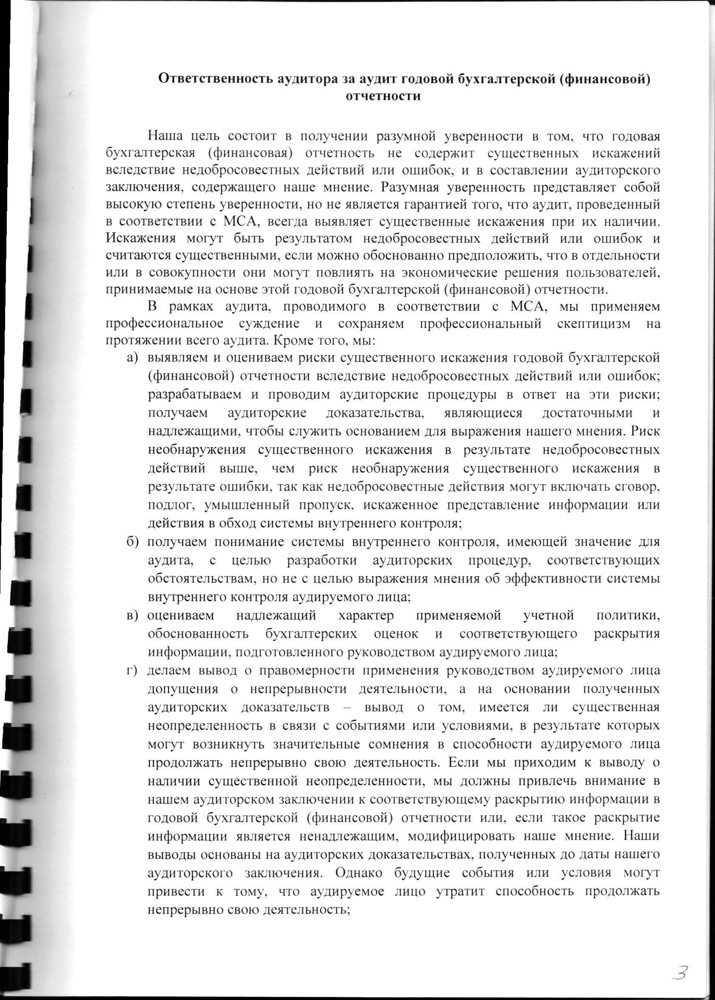 Ответственность аудитора за аудит годовой бухгалтерской (финансовой)
отчетности
Наша цель состоит в получении разумной уверенности в том, что годовая
бухгалтерская (финансовая) отчетность не содержит существенных искажений
вследствие недобросовестных действий или ошибок, и в составлении аудиторского
заключения, содержащего наше мнение. Разумная уверенность представляет собой
высокую степень уверенности, но не является гарантией того, что аудит, проведенный
в соответствии с МСА, всегда выявляет существенные искажения при их наличии.
Искажения могут быть результатом недобросовестных действий или ошибок и
считаются существенными, если можно обоснованно предположить, что в отдельности
или в совокупности они могут повлиять на экономические решения пользователей,
принимаемые на основе этой годовой бухгалтерской (финансовой) отчетности.
В рамках аудита, проводимого в соответствии с МСА, мы применяем
профессиональное суждение и сохраняем профессиональный скептицизм на
протяжении всего аудита. Кроме того, мы:
а) выявляем и оцениваем риски существенного искажения годовой бухгалтерской
(финансовой) отчетности вследствие недобросовестных действий или ошибок;
разрабатываем и проводим аудиторские процедуры в ответ на эти риски;
получаем аудиторские доказательства, являющиеся достаточными и
надлежащими, чтобы служить основанием для выражения нашего мнения. Риск
необнаружения существенного искажения в результате недобросовестных
действий выше, чем риск необнаружения существенного искажения в
результате ошибки, так как недобросовестные действия могут включать сговор,
подлог, умышленный пропуск, искаженное представление информации или
действия в обход системы внутреннего контроля;
б) получаем понимание системы внутреннего контроля, имеющей значение для
аудита, с целью разработки аудиторских процедур, соответствующих
обстоятельствам, но не с целью выражения мнения об эффективности системы
внутреннего контроля аудируемого лица;
в) оцениваем надлежащий характер применяемой учетной политики,
обоснованность бухгалтерских оценок и соответствующего раскрытия
информации, подготовленного руководством аудируемого лица;
г) делаем вывод о правомерности применения руководством аудируемого лица
допущения о непрерывности деятельности, а на основании полученных
аудиторских доказательств – вывод о том, имеется ли существенная
неопределенность в связи с событиями или условиями, в результате которых
могут возникнуть значительные сомнения в способности аудируемого лица
продолжать непрерывно свою деятельность. Если мы приходим к выводу о
наличии существенной неопределенности, мы должны привлечь внимание в
нашем аудиторском заключении к соответствующему раскрытию информации в
годовой бухгалтерской (финансовой) отчетности или, если такое раскрытие
информации является ненадлежащим, модифицировать наше мнение. Наши
выводы основаны на аудиторских доказательствах, полученных до даты нашего
аудиторского заключения. Однако будущие события или условия могут
привести к тому, что аудируемое лицо утратит способность продолжать
непрерывно свою деятельность;
3